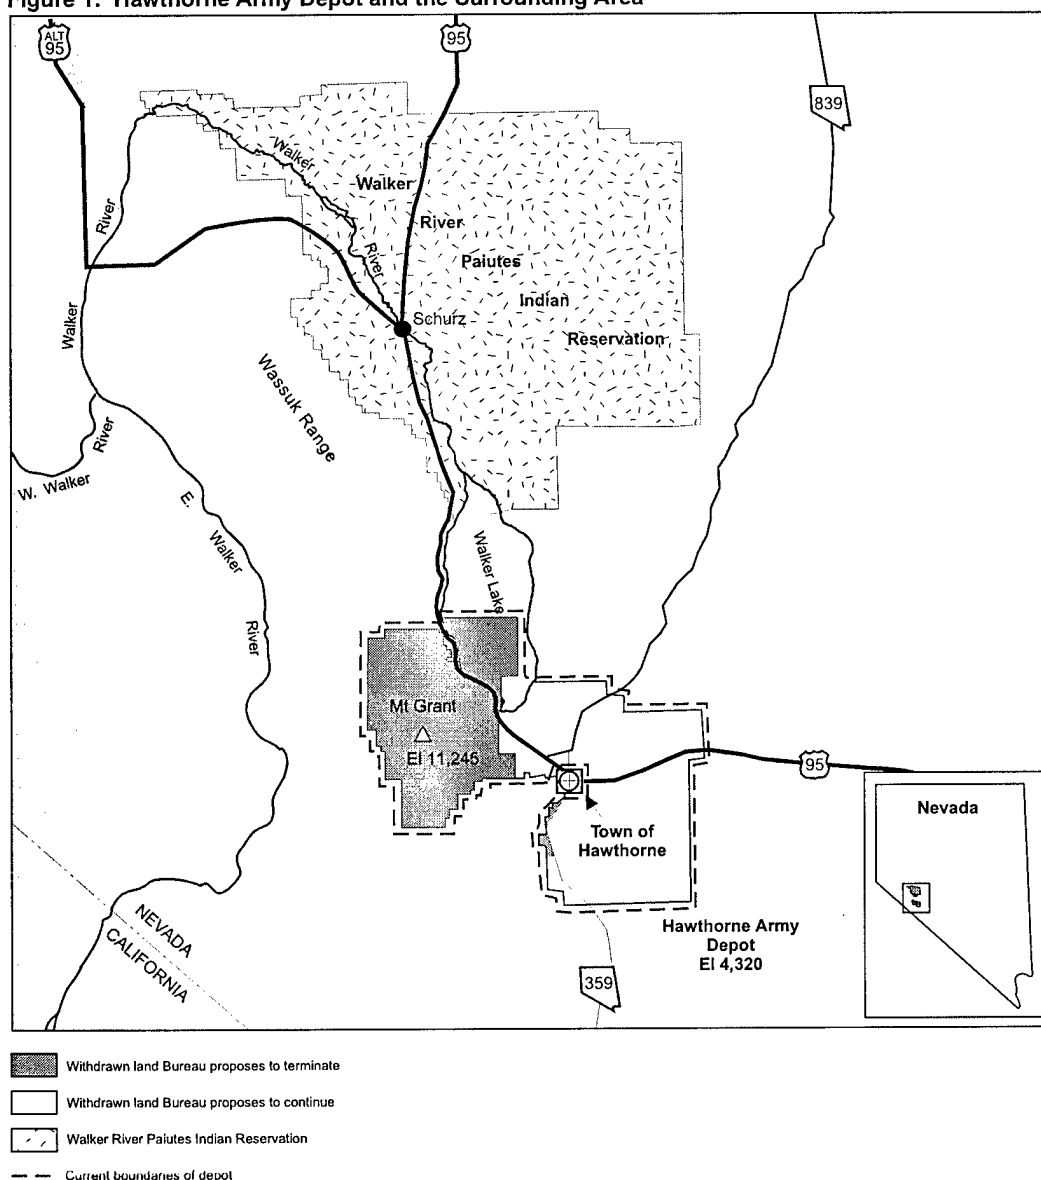 Figure 1. Hawthorne Army Depot and the Surrounding Area
ALT
95
95
839
Walker
River
Walker
River
Paiutes
Indian
Reservation
River
Walker
Schurz
Wassuk Range
River
W. Walker
E.
Walker
River
Walker Lake
Mt Grant
El 11,245
95
Town of
Hawthorne
Nevada
Hawthorne Army
Depot
El 4,320
NEVADA
CALIFORNIA
359
Withdrawn land Bureau proposes to terminate
Withdrawn land Bureau proposes to continue
Walker River Paiutes Indian Reservation
Current boundaries of depot